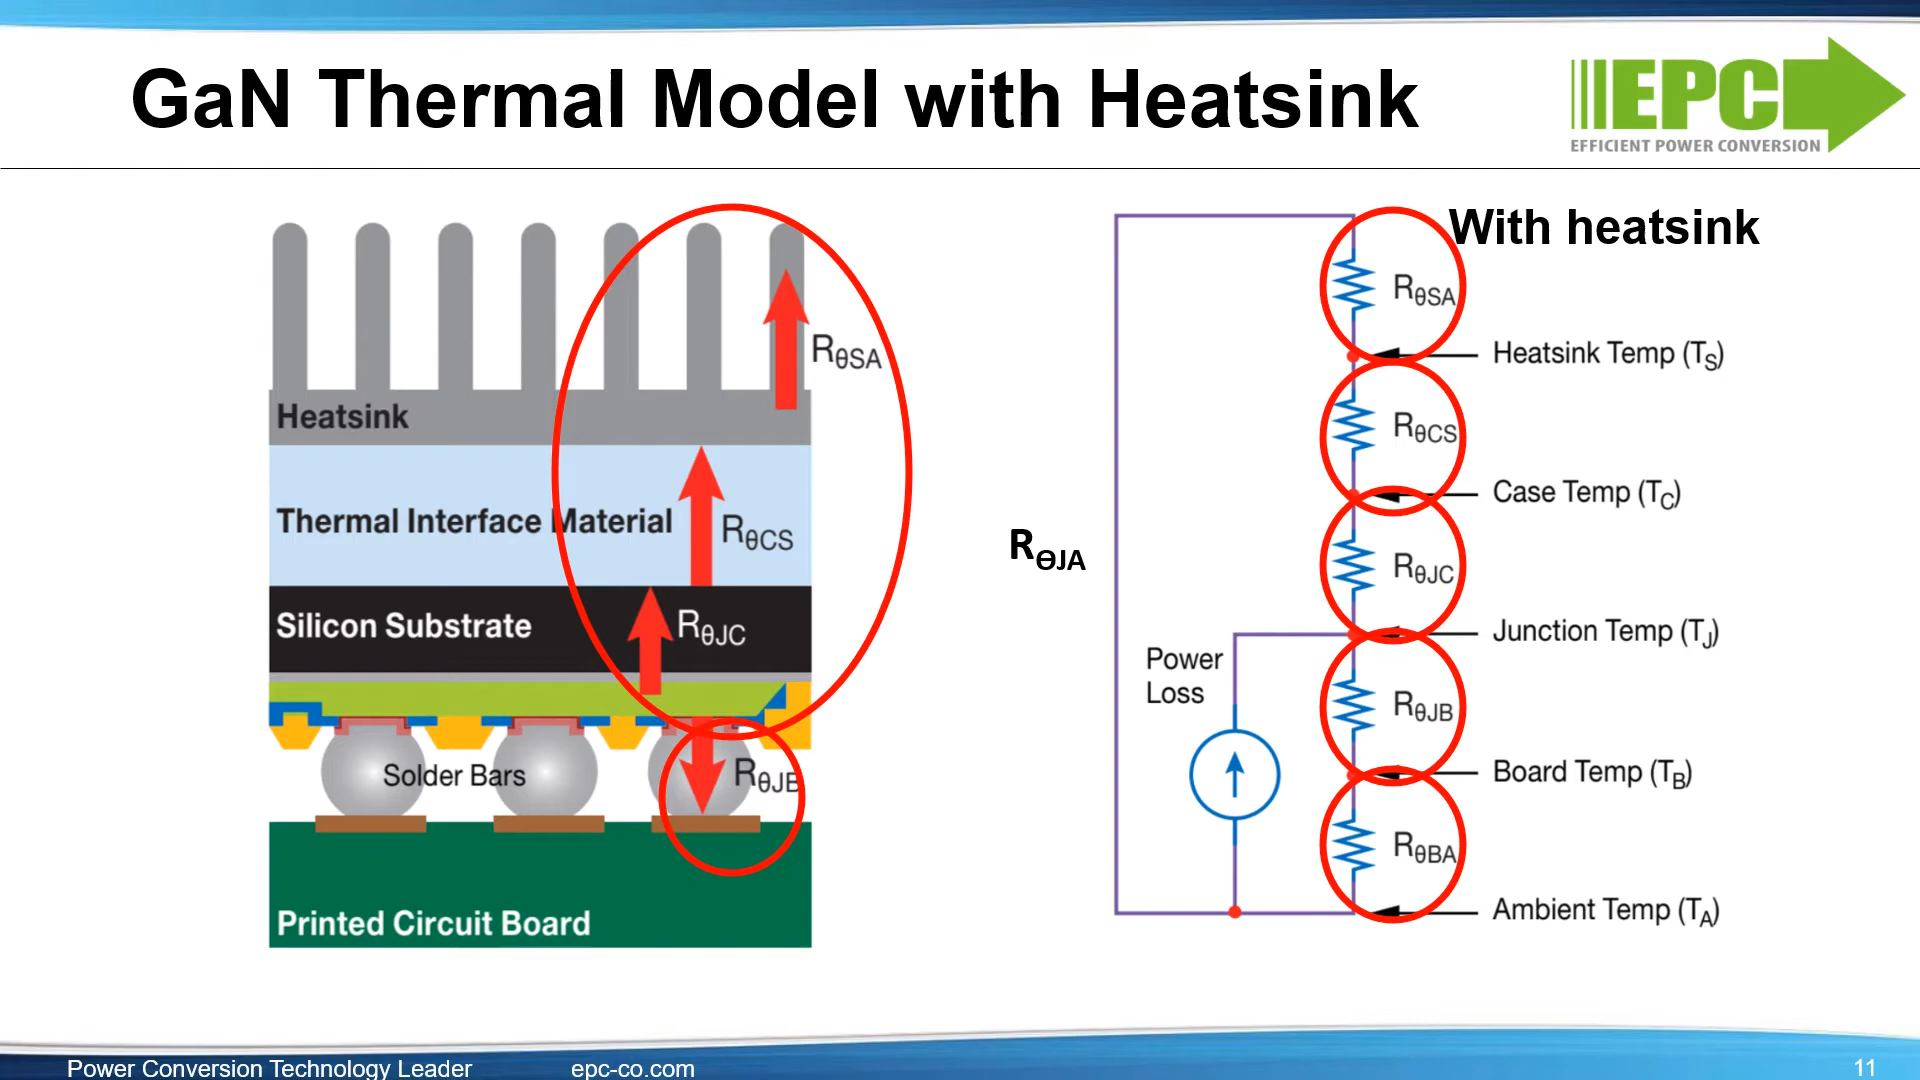 GaN Thermal Model with Heatsink
EPC
EFFICIENT POWER CONVERSION
RθSA
Heatsink
Thermal Interface Material
RθCS
Silicon Substrate
RθJC
Solder Bars
RθJB
Printed Circuit Board
With heatsink
RθSA
Heatsink Temp (TS)
RθCS
Case Temp (TC)
RθJA
RθJC
Junction Temp (TJ)
Power
Loss
RθJB
Board Temp (TB)
RθBA
Ambient Temp (TA)
Power Conversion Technology Leader
epc-co.com
11